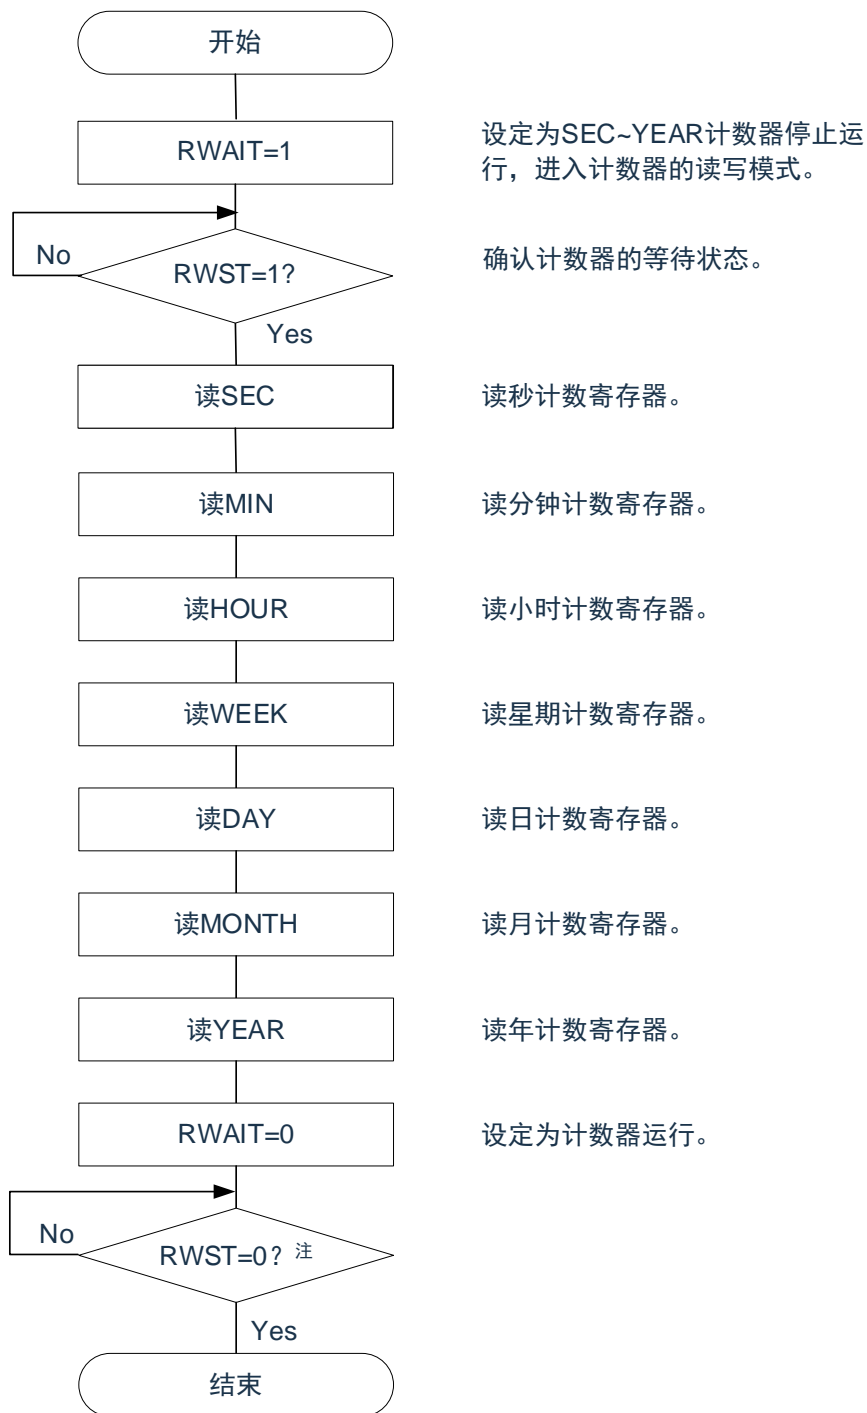 开始
RWAIT=1
设定为SEC~YEAR计数器停止运
行，进入计数器的读写模式。
No
RWST=1?
确认计数器的等待状态。
Yes
读SEC
读秒计数寄存器。
读MIN
读分钟计数寄存器。
读HOUR
读小时计数寄存器。
读WEEK
读星期计数寄存器。
读DAY
读日计数寄存器。
读MONTH
读月计数寄存器。
读YEAR
读年计数寄存器。
RWAIT=0
设定为计数器运行。
No
RWST=0？注
Yes
结束